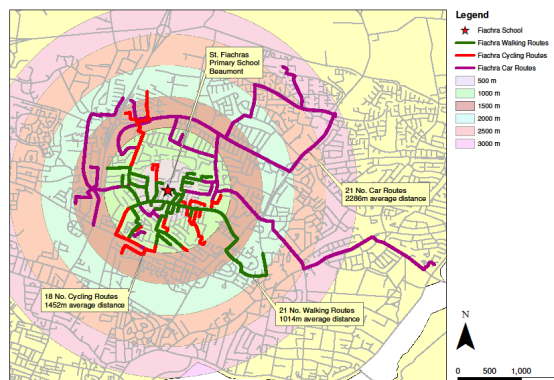 St. Fiachras
Primary School
Beaumont
21 No. Car Routes
2286m average distance
18 No. Cycling Routes
1452m average distance
21 No. Walking Routes
1014m average distance
Legend
Fiachra School
Fiachra Walking Routes
Fiachra Cycling Routes
Fiachra Car Routes
500 m
1000 m
1500 m
2000 m
2500 m
3000 m
N
0 500 1,000